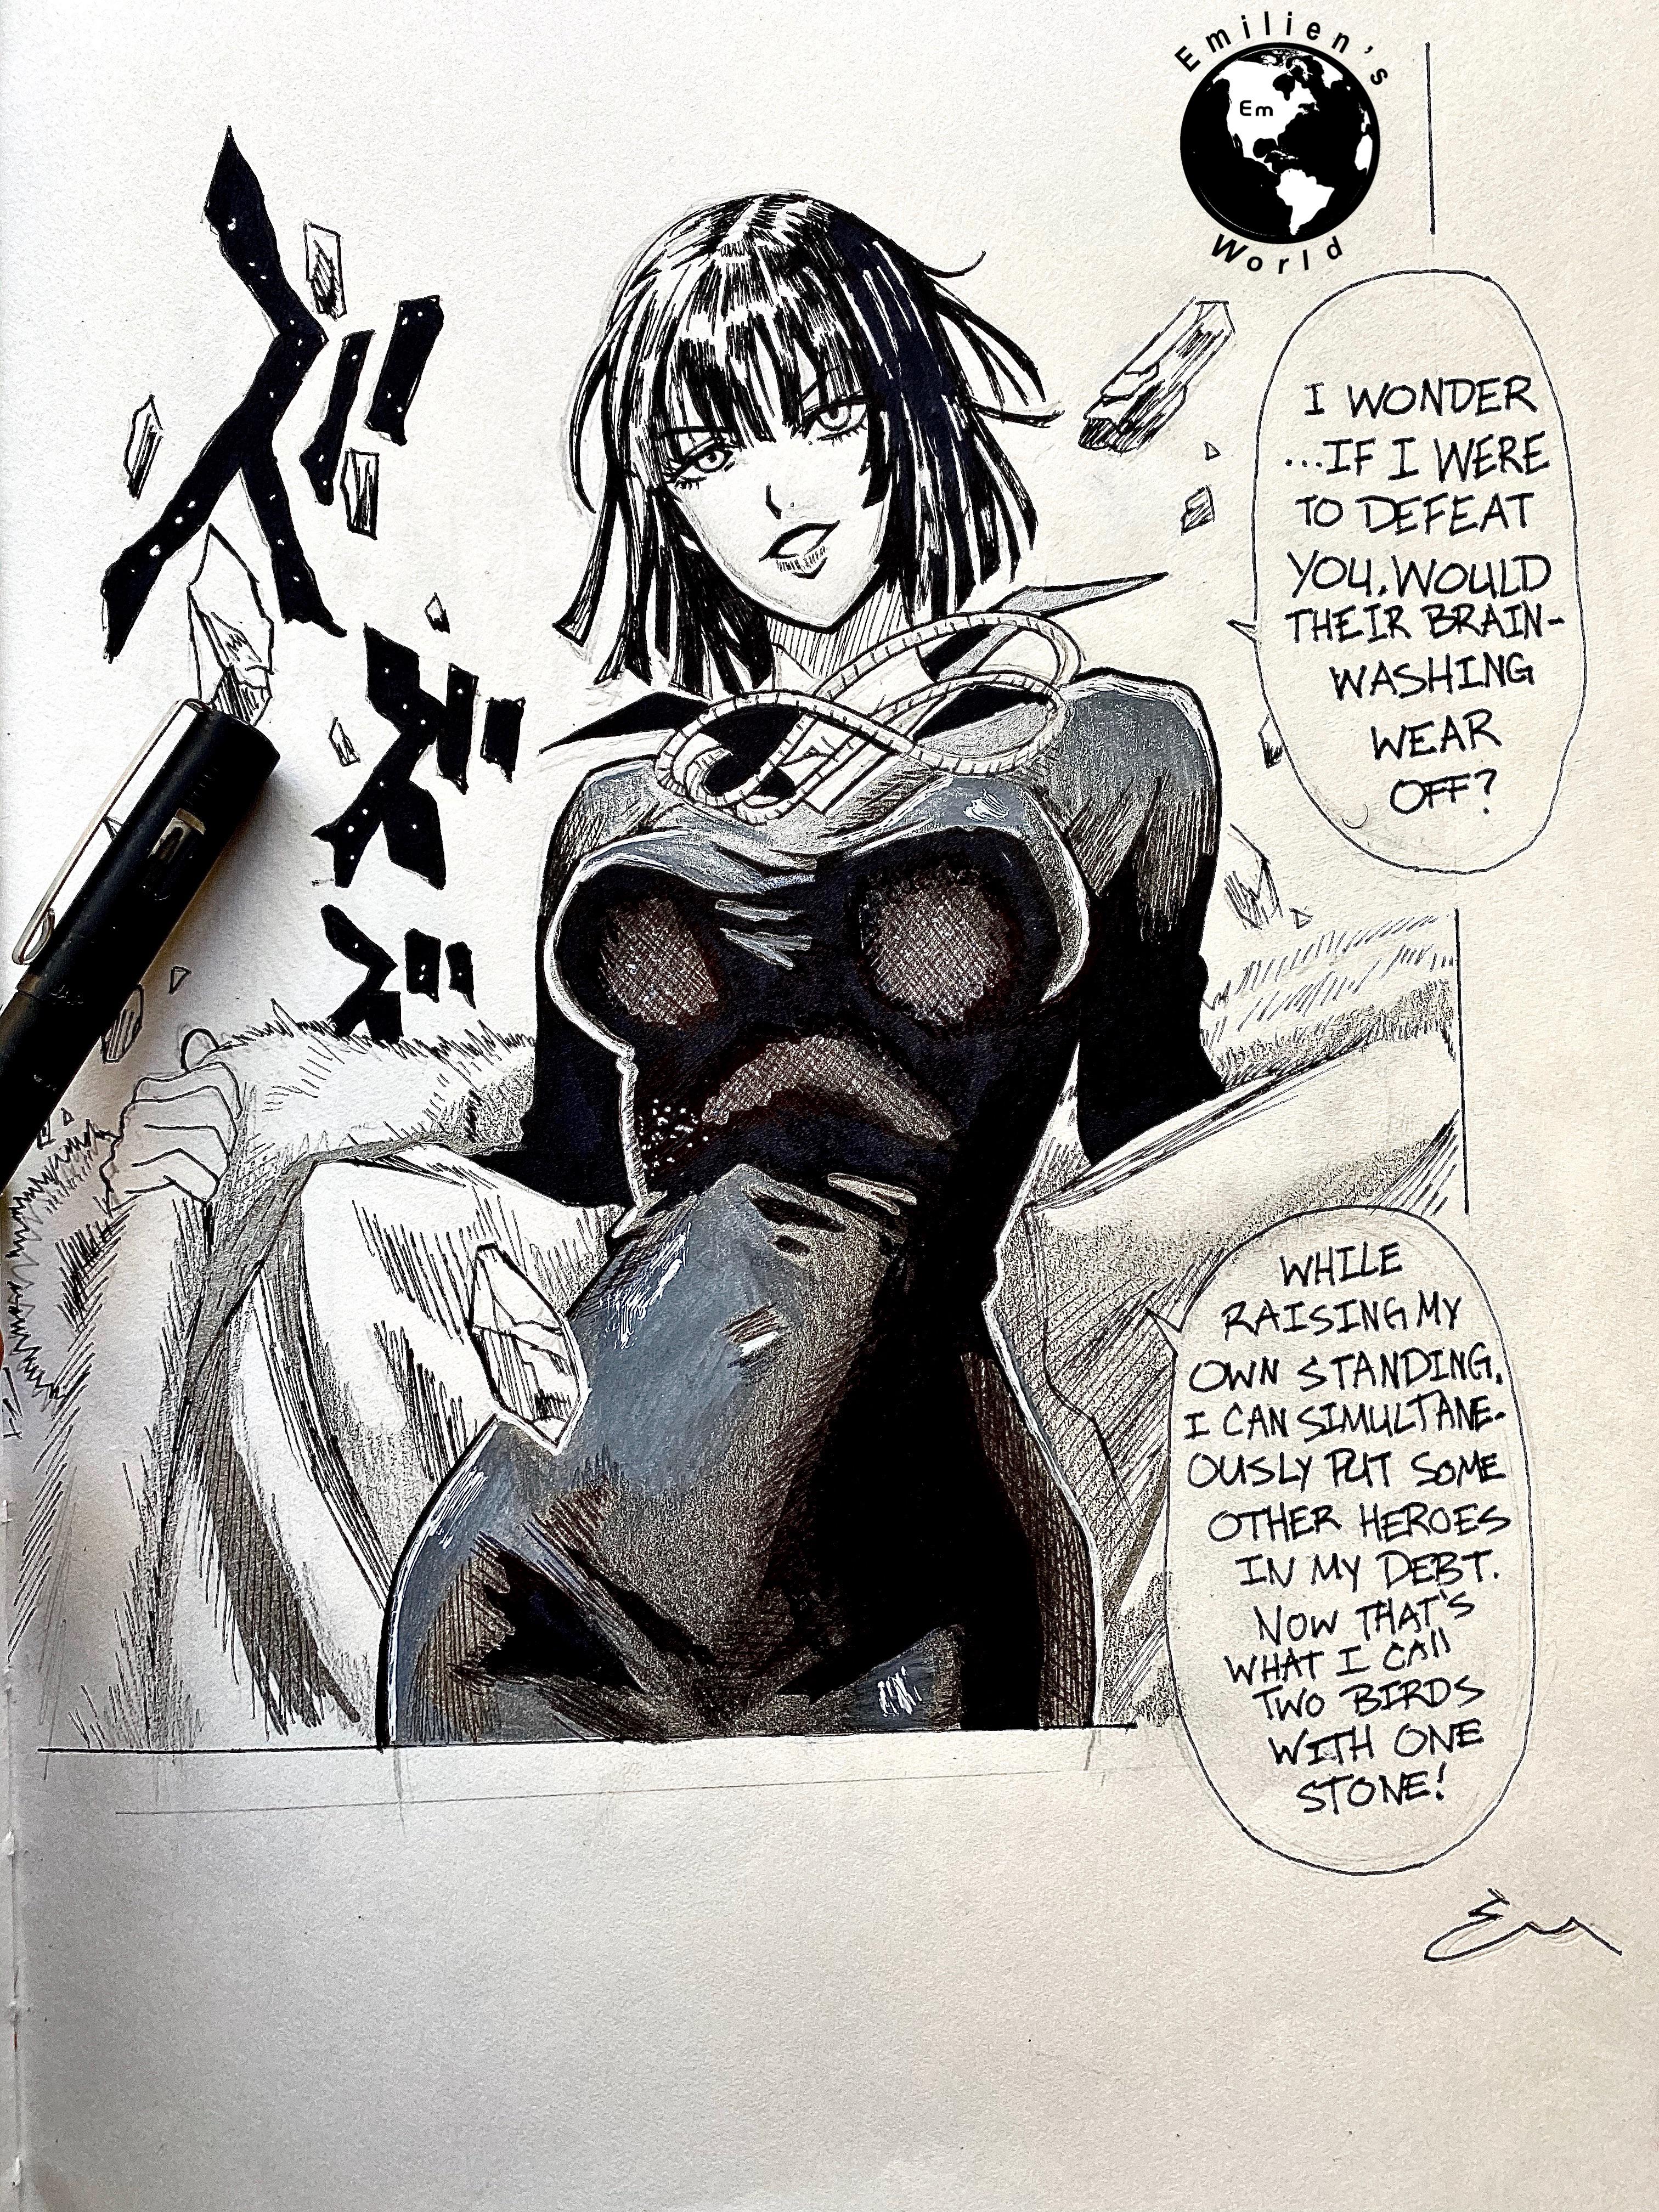 Emilien's
Em
World
I WONDER
...IF I WERE
TO DEFEAT
YOU, WOULD
THEIR BRAIN-
WASHING
WEAR
OFF?
ズ
ズ
ズ
WHILE
RAISING MY
OWN STANDING,
I CAN SIMULTANE-
OUSLY PUT SOME
OTHER HEROES
IN MY DEBT.
NOW THAT'S
WHAT I CAll
TWO BIRDS
WITH ONE
STONE!